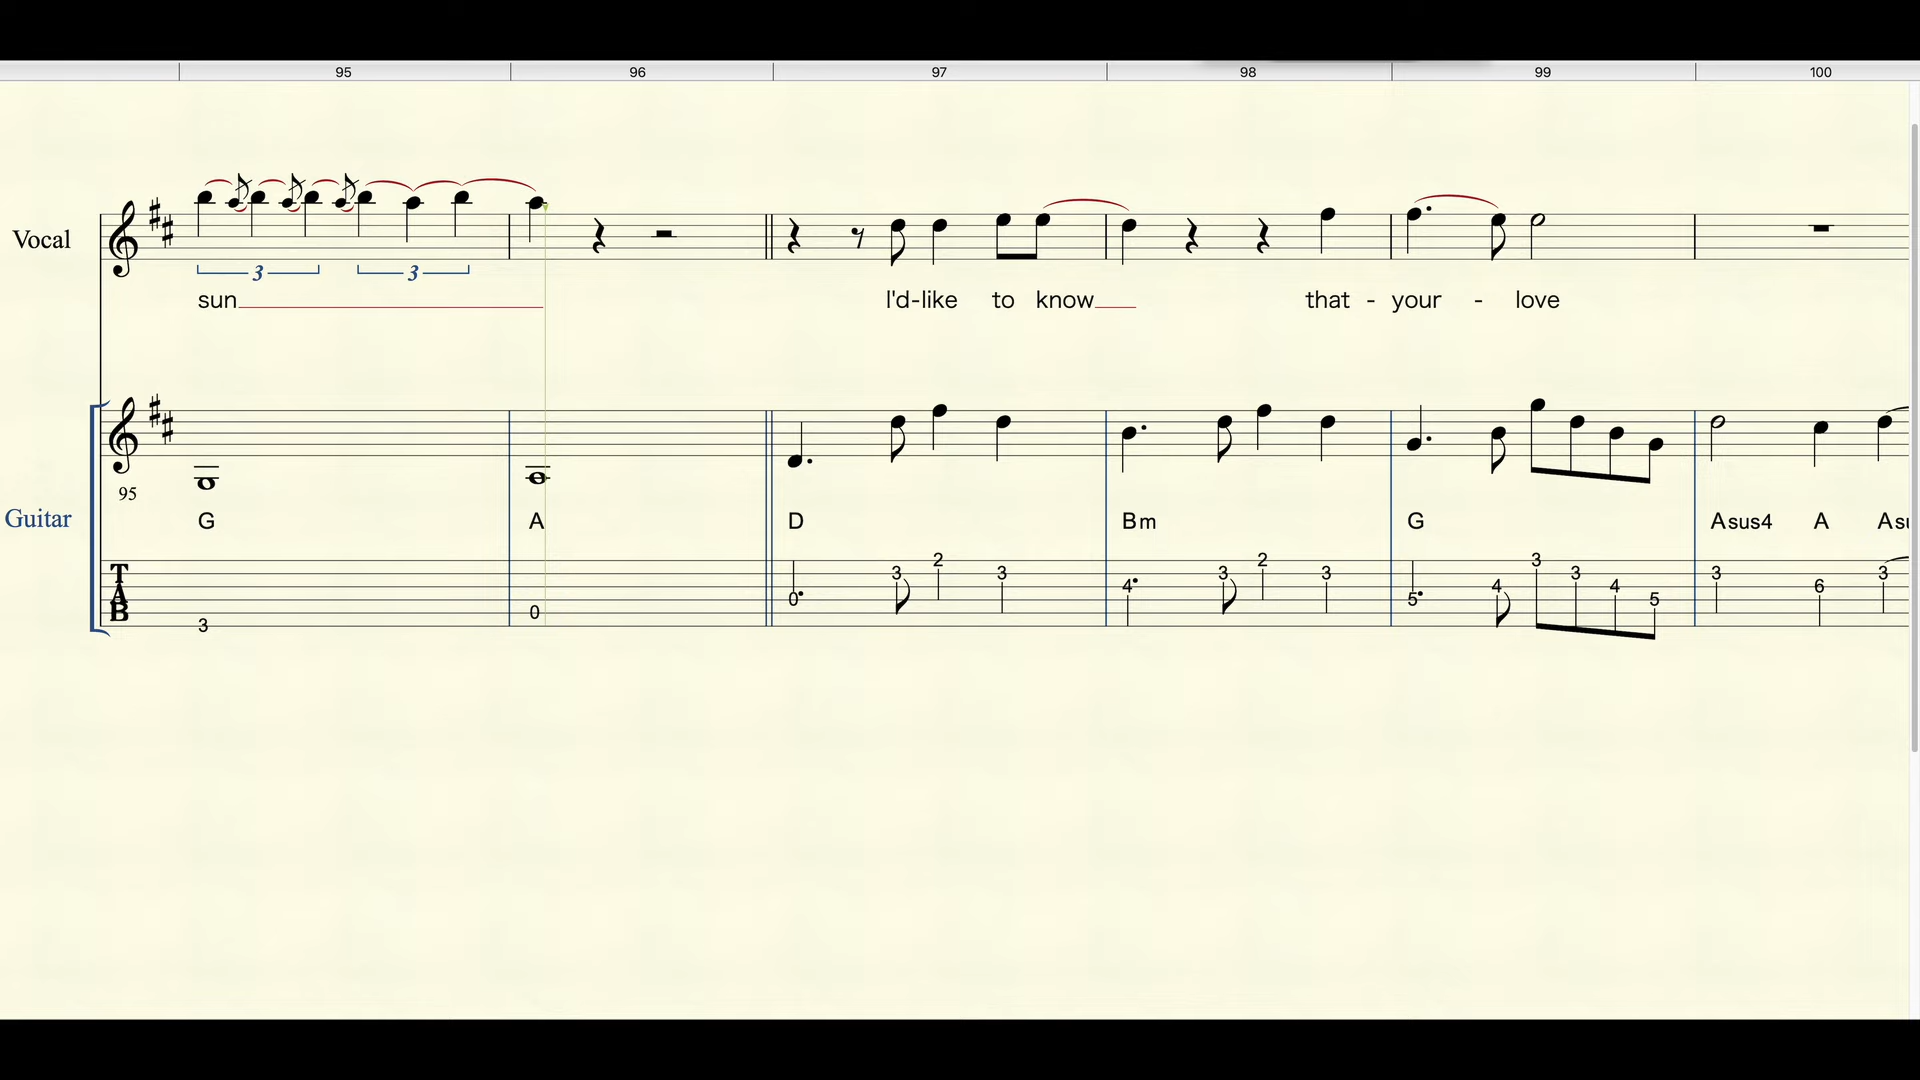 95 96 97 98 99 100
Vocal
3 3
sun I'd-like to know that - your - love
95
Guitar
G A D Bm G Asus4 A Asu
TAB
3 0 0 3 2 3 4 3 2 3 5 4 3 3 4 5 3 6 3